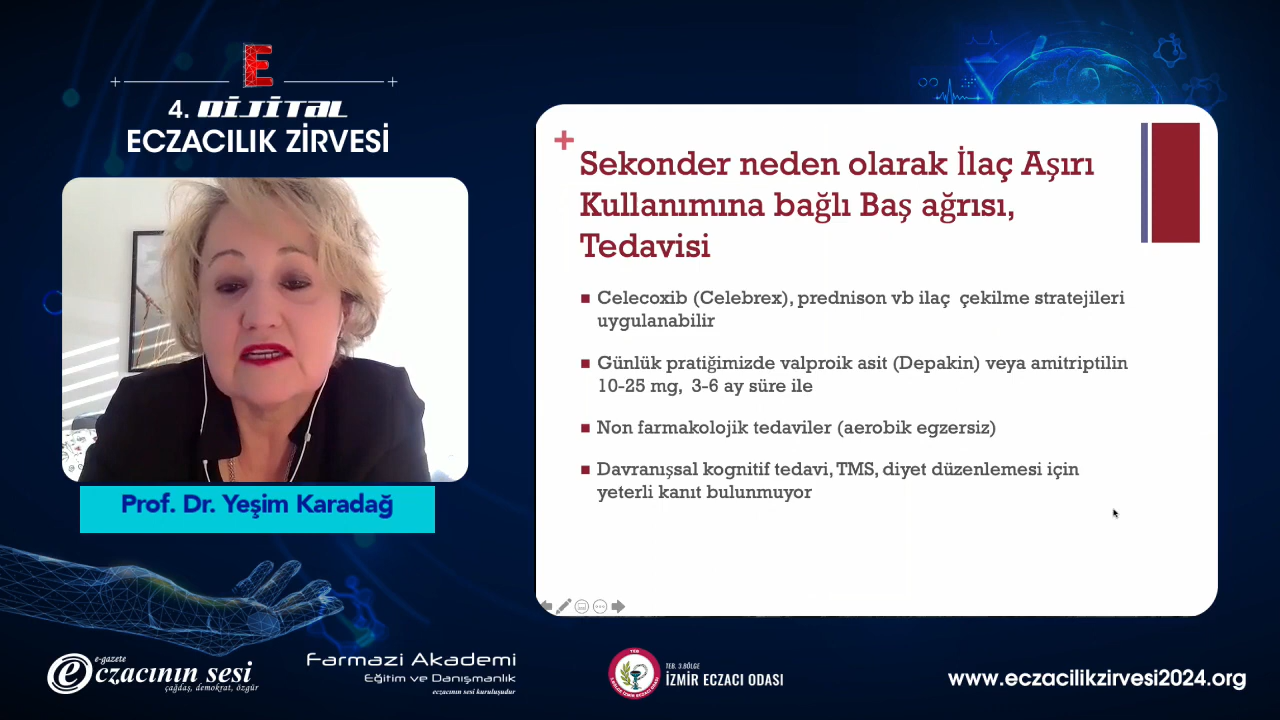 E
4. DİJİTAL
ECZACILIK ZİRVESİ
Sekonder neden olarak İlaç Aşırı
Kullanımına bağlı Baş ağrısı,
Tedavisi
Celecoxib (Celebrex), prednison vb ilaç çekilme stratejileri
uygulanabilir
Günlük pratiğimizde valproik asit (Depakin) veya amitriptilin
10-25 mg, 3-6 ay süre ile
Non farmakolojik tedaviler (aerobik egzersiz)
Davranışsal kognitif tedavi, TMS, diyet düzenlemesi için
yeterli kanıt bulunmuyor
Prof. Dr. Yeşim Karadağ
e-gazete
eczacının sesi
çağdaş, demokrat, özgür
Farmazi Akademi
Eğitim ve Danışmanlık
eczacının sesi kuruluşudur
TEB. 3.BÖLGE
İZMİR ECZACI ODASI
www.eczacilikzirvesi2024.org